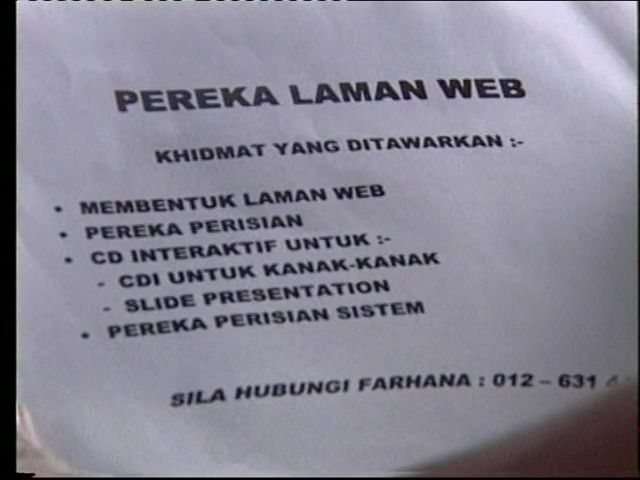 PEREKA LAMAN WEB
KHIDMAT YANG DITAWARKAN :-
• MEMBENTUK LAMAN WEB
• PEREKA PERISIAN
• CD INTERAKTIF UNTUK :-
- CDI UNTUK KANAK-KANAK
- SLIDE PRESENTATION
• PEREKA PERISIAN SISTEM
SILA HUBUNGI FARHANA : 012 – 631